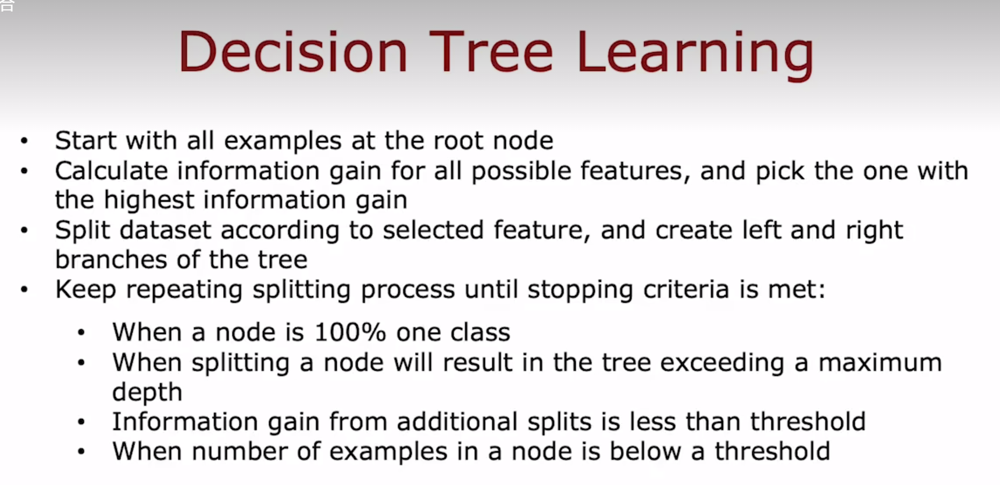 Decision Tree Learning
• Start with all examples at the root node
• Calculate information gain for all possible features, and pick the one with
the highest information gain
• Split dataset according to selected feature, and create left and right
branches of the tree
• Keep repeating splitting process until stopping criteria is met:
• When a node is 100% one class
• When splitting a node will result in the tree exceeding a maximum
depth
• Information gain from additional splits is less than threshold
• When number of examples in a node is below a threshold